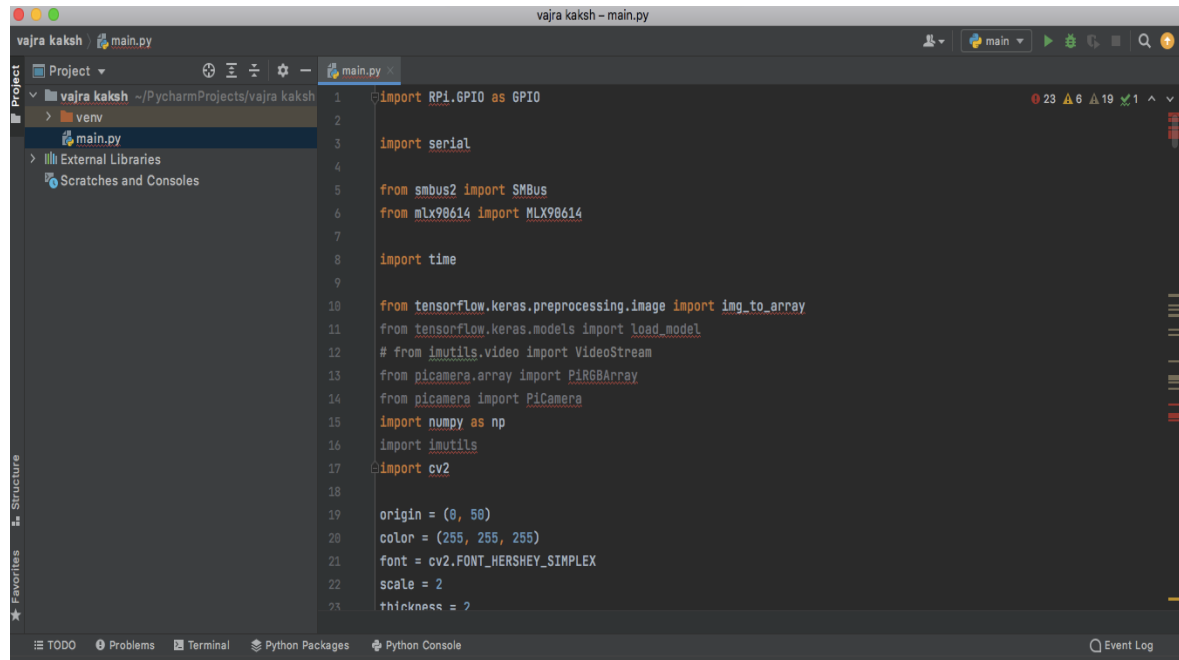 vajra kaksh – main.py
vajra kaksh main.py
main
Project
Project
main.py
vajra kaksh ~/PycharmProjects/vajra kaksh
venv
main.py
External Libraries
Scratches and Consoles
23 6 19 1
1 import RPi.GPIO as GPIO
2
3 import serial
4
5 from smbus2 import SMBus
6 from mlx90614 import MLX90614
7
8 import time
9
10 from tensorflow.keras.preprocessing.image import img_to_array
11 from tensorflow.keras.models import load_model
12 # from imutils.video import VideoStream
13 from picamera.array import PiRGBArray
14 from picamera import PiCamera
15 import numpy as np
16 import imutils
17 import cv2
18
19 origin = (0, 50)
20 color = (255, 255, 255)
21 font = cv2.FONT_HERSHEY_SIMPLEX
22 scale = 2
23 thickness = 2
Structure
Favorites
TODO Problems Terminal Python Packages Python Console Event Log